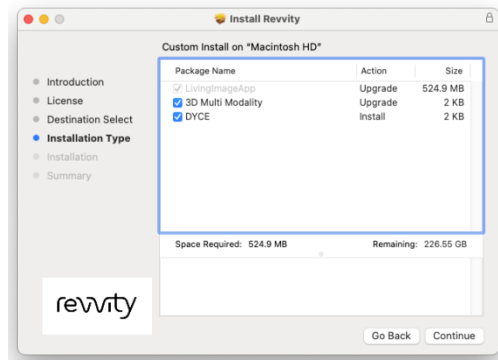 Install Revvity
Custom Install on "Macintosh HD"
Introduction
License
Destination Select
Installation Type
Installation
Summary
Package Name Action Size
LivingImageApp Upgrade 524.9 MB
3D Multi Modality Upgrade 2 KB
DYCE Install 2 KB
Space Required: 524.9 MB Remaining: 226.55 GB
revvity
Go Back Continue